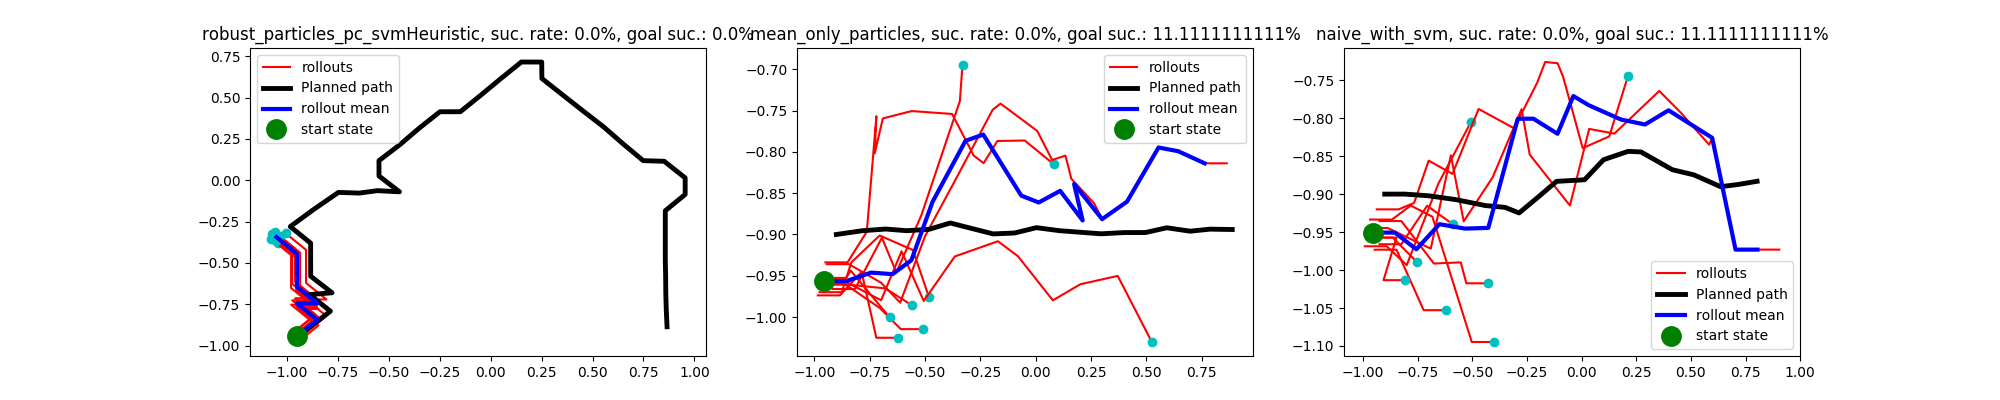 robust_particles_pc_svmHeuristic, suc. rate: 0.0%, goal suc.: 0.0%
rollouts
Planned path
rollout mean
start state
0.75
0.50
0.25
0.00
−0.25
−0.50
−0.75
−1.00
−1.00 −0.75 −0.50 −0.25 0.00 0.25 0.50 0.75 1.00
mean_only_particles, suc. rate: 0.0%, goal suc.: 11.1111111111%
rollouts
Planned path
rollout mean
start state
−0.70
−0.75
−0.80
−0.85
−0.90
−0.95
−1.00
−1.00 −0.75 −0.50 −0.25 0.00 0.25 0.50 0.75
naive_with_svm, suc. rate: 0.0%, goal suc.: 11.1111111111%
−0.75
−0.80
−0.85
−0.90
−0.95
−1.00
−1.05
−1.10
rollouts
Planned path
rollout mean
start state
−1.00 −0.75 −0.50 −0.25 0.00 0.25 0.50 0.75 1.00